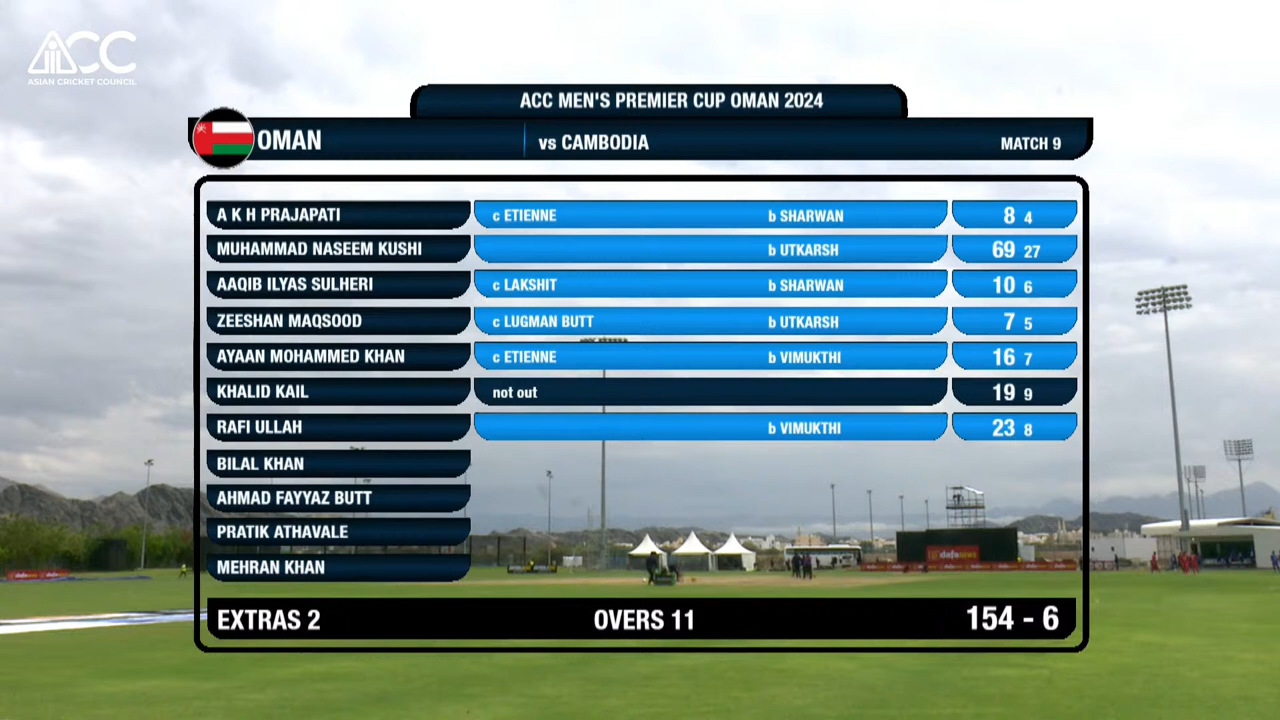 ACC
ASIAN CRICKET COUNCIL
ACC MEN'S PREMIER CUP OMAN 2024
OMAN vs CAMBODIA MATCH 9
A K H PRAJAPATI c ETIENNE b SHARWAN 8 4
MUHAMMAD NASEEM KUSHI b UTKARSH 69 27
AAQIB ILYAS SULHERI c LAKSHIT b SHARWAN 10 6
ZEESHAN MAQSOOD c LUGMAN BUTT b UTKARSH 7 5
AYAAN MOHAMMED KHAN c ETIENNE b VIMUKTHI 16 7
KHALID KAIL not out 19 9
RAFI ULLAH b VIMUKTHI 23 8
BILAL KHAN
AHMAD FAYYAZ BUTT
PRATIK ATHAVALE
MEHRAN KHAN
dafanews
EXTRAS 2 OVERS 11 154 - 6